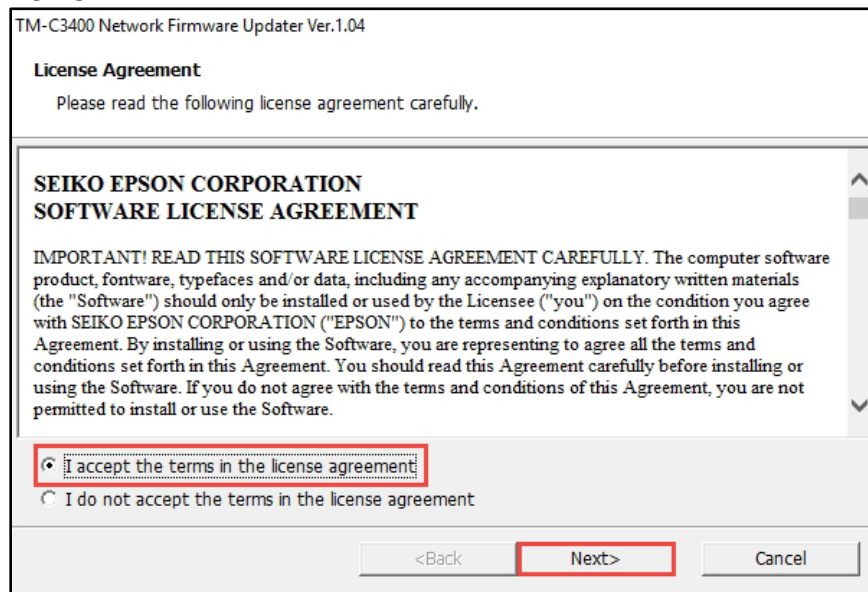 TM-C3400 Network Firmware Updater Ver.1.04
License Agreement
Please read the following license agreement carefully.
SEIKO EPSON CORPORATION
SOFTWARE LICENSE AGREEMENT
IMPORTANT! READ THIS SOFTWARE LICENSE AGREEMENT CAREFULLY. The computer software
product, fontware, typefaces and/or data, including any accompanying explanatory written materials
(the "Software") should only be installed or used by the Licensee ("you") on the condition you agree
with SEIKO EPSON CORPORATION ("EPSON") to the terms and conditions set forth in this
Agreement. By installing or using the Software, you are representing to agree all the terms and
conditions set forth in this Agreement. You should read this Agreement carefully before installing or
using the Software. If you do not agree with the terms and conditions of this Agreement, you are not
permitted to install or use the Software.
I accept the terms in the license agreement
I do not accept the terms in the license agreement
<Back Next> Cancel